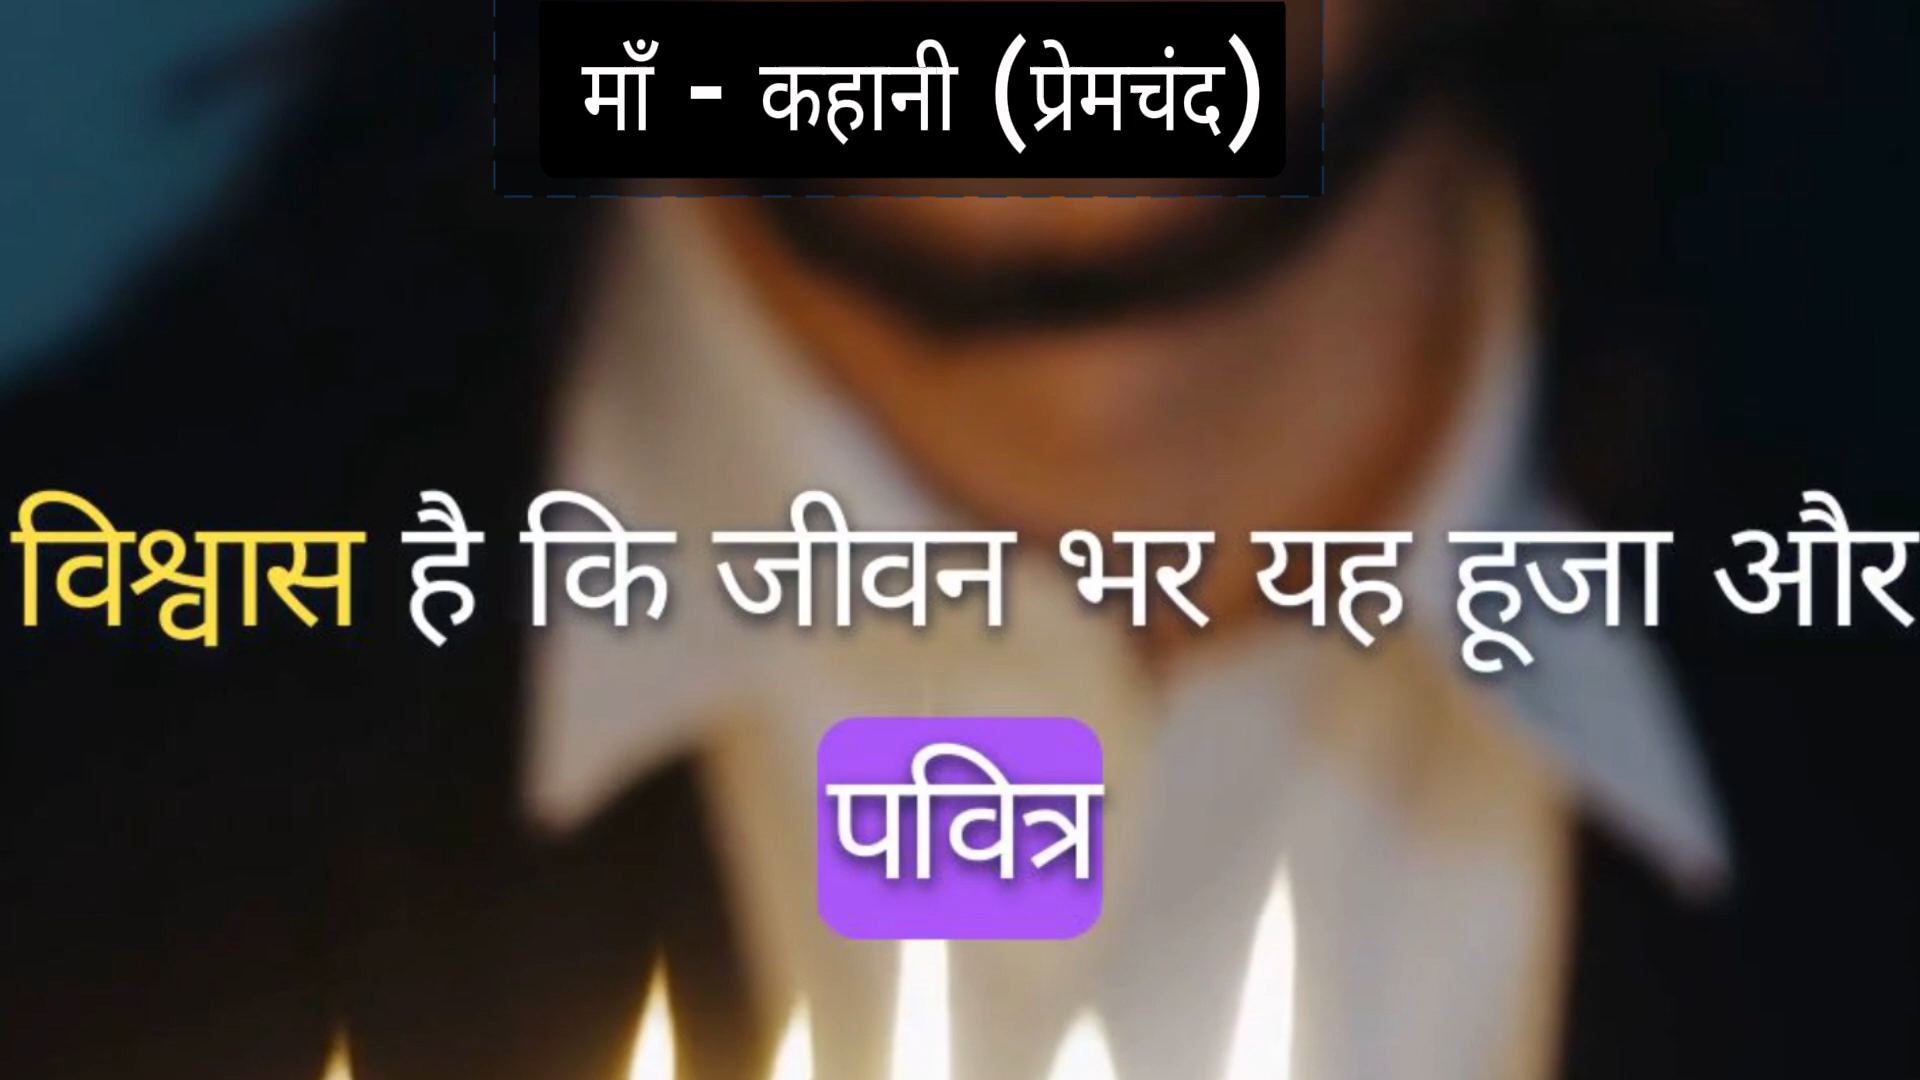 माँ - कहानी (प्रेमचंद)
विश्वास है कि जीवन भर यह हूजा और
पवित्र